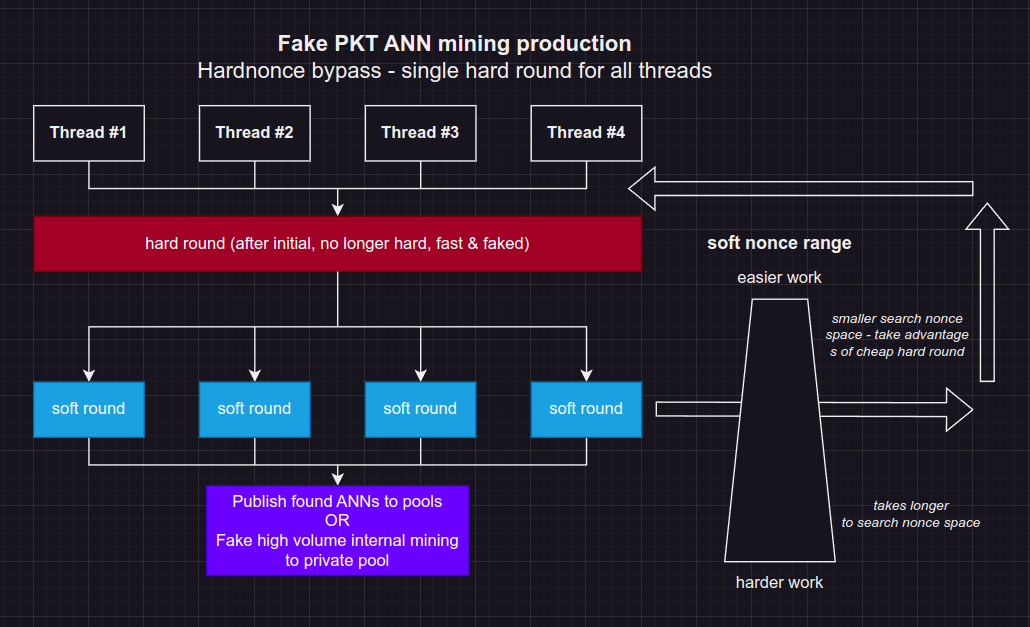 Fake PKT ANN mining production
Hardnonce bypass - single hard round for all threads
Thread #1
Thread #2
Thread #3
Thread #4
hard round (after initial, no longer hard, fast & faked)
soft nonce range
easier work
smaller search nonce
space - take advantage
s of cheap hard round
soft round
soft round
soft round
soft round
Publish found ANNs to pools
OR
Fake high volume internal mining
to private pool
takes longer
to search nonce space
harder work